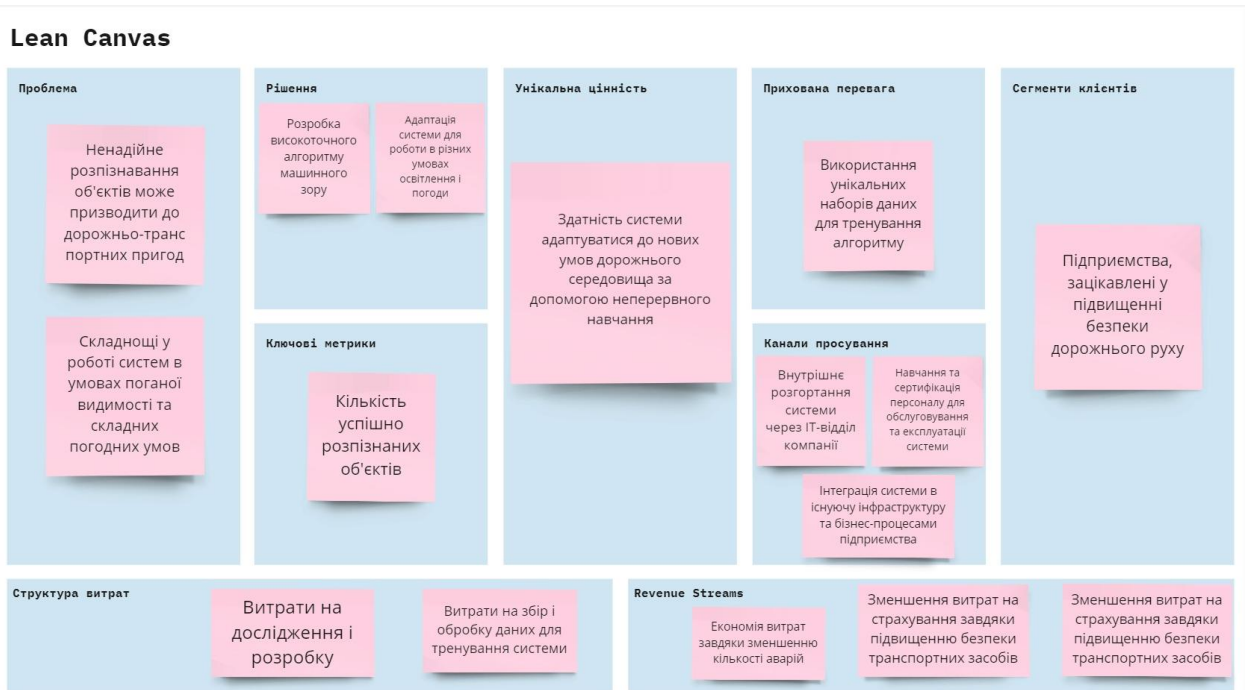 Lean Canvas
Проблема
Ненадійне
розпізнавання
об'єктів може
призводити до
дорожньо-транс
портних пригод
Складнощі у
роботі систем в
умовах поганої
видимості та
складних
погодних умов
Рішення
Розробка
високоточного
алгоритму
машинного
зору
Адаптація
системи для
роботи в різних
умовах
освітлення і
погоди
Ключові метрики
Кількість
успішно
розпізнаних
об'єктів
Унікальна цінність
Здатність системи
адаптуватися до нових
умов дорожнього
середовища за
допомогою неперервного
навчання
Прихована перевага
Використання
унікальних
наборів даних
для тренування
алгоритму
Канали просування
Внутрішнє
розгортання
системи
через ІТ-відділ
компанії
Навчання та
сертифікація
персоналу для
обслуговування
та експлуатації
системи
Інтеграція системи в
існуючу інфраструктуру
та бізнес-процесами
підприємства
Сегменти клієнтів
Підприємства,
зацікавлені у
підвищенні
безпеки
дорожнього руху
Структура витрат
Витрати на
дослідження і
розробку
Витрати на збір і
обробку даних для
тренування системи
Revenue Streams
Економія витрат
завдяки зменшенню
кількості аварій
Зменшення витрат на
страхування завдяки
підвищенню безпеки
транспортних засобів
Зменшення витрат на
страхування завдяки
підвищенню безпеки
транспортних засобів